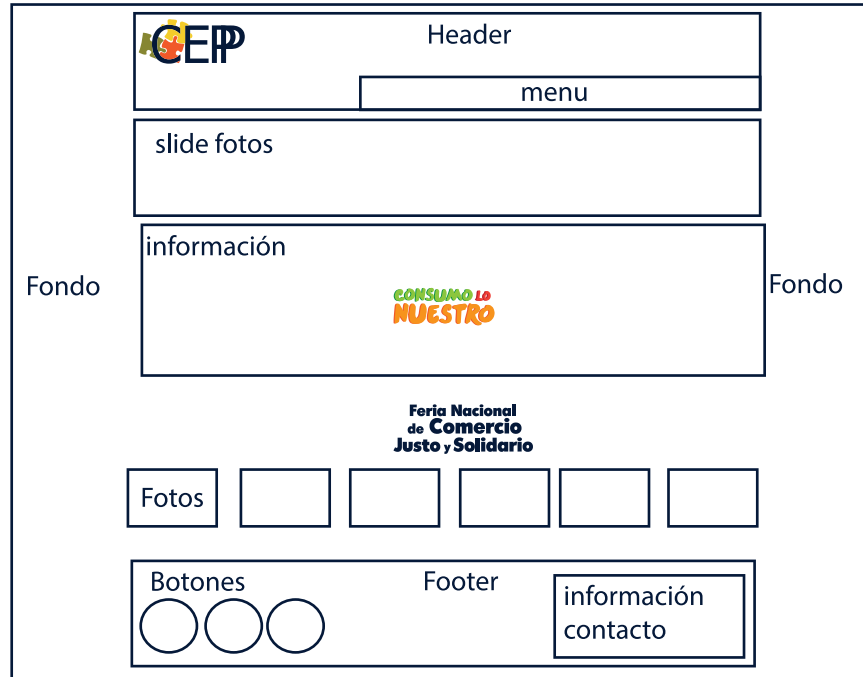 CEPP
Header
menu
slide fotos
información
Fondo
CONSUMO LO
NUESTRO
Fondo
Feria Nacional
de Comercio
Justo y Solidario
Fotos
Botones
Footer
información
contacto